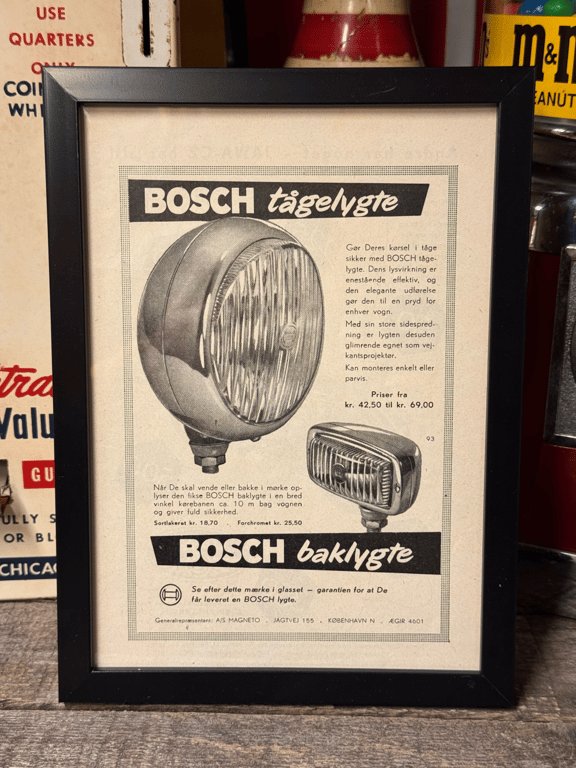 USE
QUARTERS
ONLY
m&m
BOSCH tågelygte
Gør Deres kørsel i tåge
sikker med BOSCH tåge-
lygte. Dens lysvirkning er
enestående effektiv, og
den elegante udførelse
gør den til en pryd for
enhver vogn.
Med sin store sidespred-
ning er lygten desuden
glimrende egnet som vej-
kantsprojektør.
Kan monteres enkelt eller
parvis.
Priser fra
kr. 42,50 til kr. 69,00
93
Når De skal vende eller bakke i mørke op-
lyser den fikse BOSCH baklygte i en bred
vinkel kørebanen ca. 10 m bag vognen
og giver fuld sikkerhed.
Sortlakeret kr. 18,70 . Forchromet kr. 25,50
BOSCH baklygte
Se efter dette mærke i glasset – garantien for at De
får leveret en BOSCH lygte.
Generalrepræsentant: A/S MAGNETO . JAGTVEJ 155 . KØBENHAVN N . ÆGIR 4601
OR BL
CHICAG